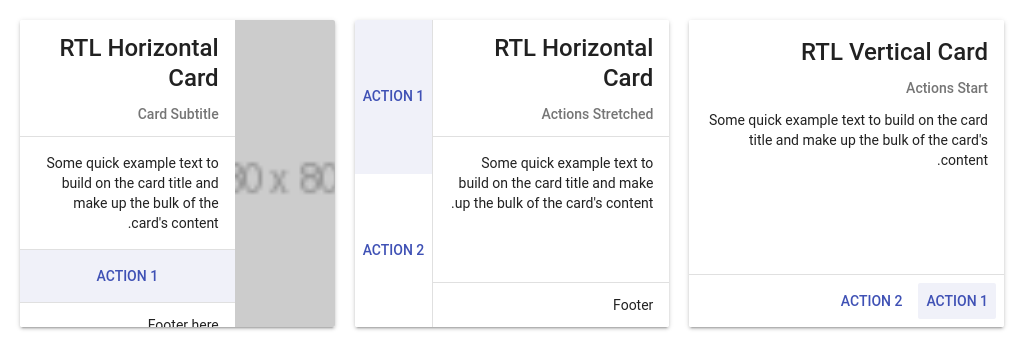 RTL Horizontal
Card
Card Subtitle
Some quick example text to
build on the card title and
make up the bulk of the
.card's content
ACTION 1
Footer here
30 x 80
ACTION 1
ACTION 2
RTL Horizontal
Card
Actions Stretched
Some quick example text to
build on the card title and make
.up the bulk of the card's content
Footer
RTL Vertical Card
Actions Start
Some quick example text to build on the card
title and make up the bulk of the card's
.content
ACTION 2
ACTION 1